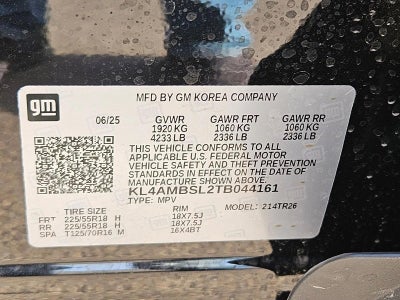 gm
MFD BY GM KOREA COMPANY
06/25 GVWR GAWR FRT GAWR RR
1920 KG 1060 KG 1060 KG
4233 LB 2336 LB 2336 LB
THIS VEHICLE CONFORMS TO ALL
APPLICABLE U.S. FEDERAL MOTOR
VEHICLE SAFETY AND THEFT PREVENTION
STANDARDS IN EFFECT ON THE DATE OF
MANUFACTURE SHOWN ABOVE.
KL4AMBSL2TB044161
TYPE: MPV MODEL: 214TR26
TIRE SIZE RIM
FRT 225/55R18 H 18X7.5J
RR 225/55R18 H 18X7.5J
SPA T125/70R16 M 16X4BT